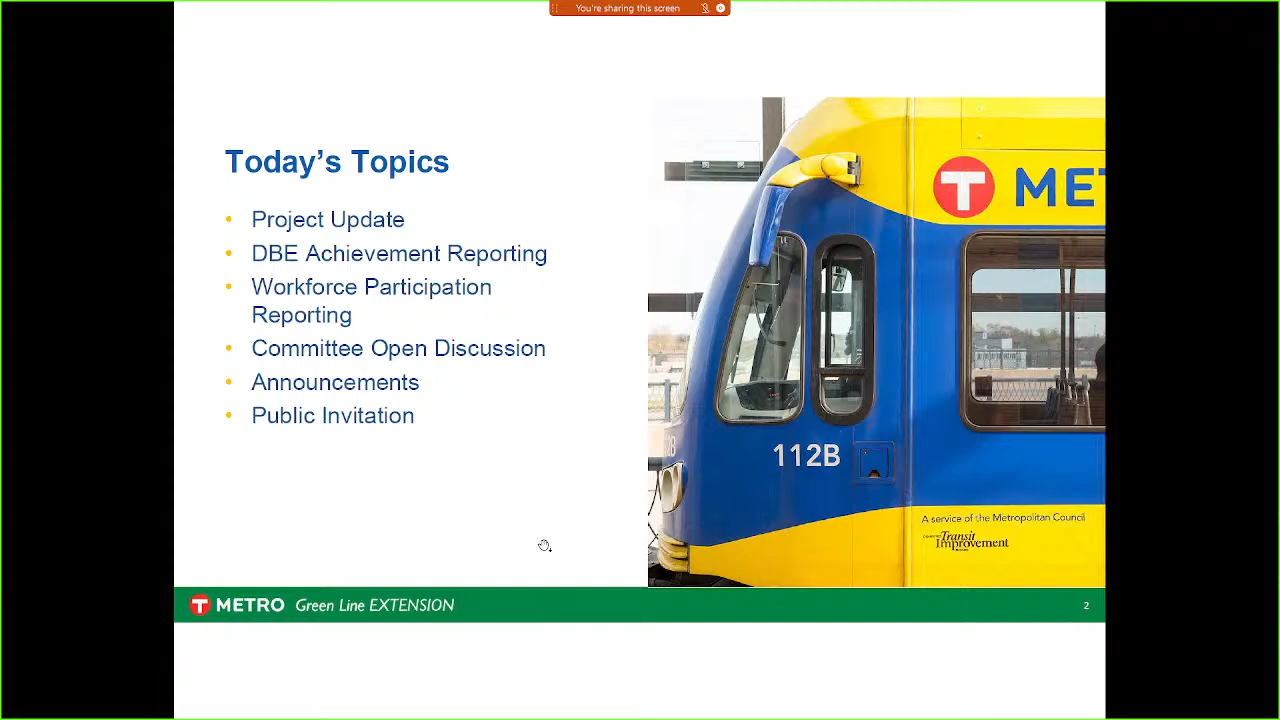 You're sharing this screen
Today's Topics
• Project Update
• DBE Achievement Reporting
• Workforce Participation
Reporting
• Committee Open Discussion
• Announcements
• Public Invitation
T MET
112B
A service of the Metropolitan Council
Transit
Improvement
T METRO Green Line EXTENSION
2